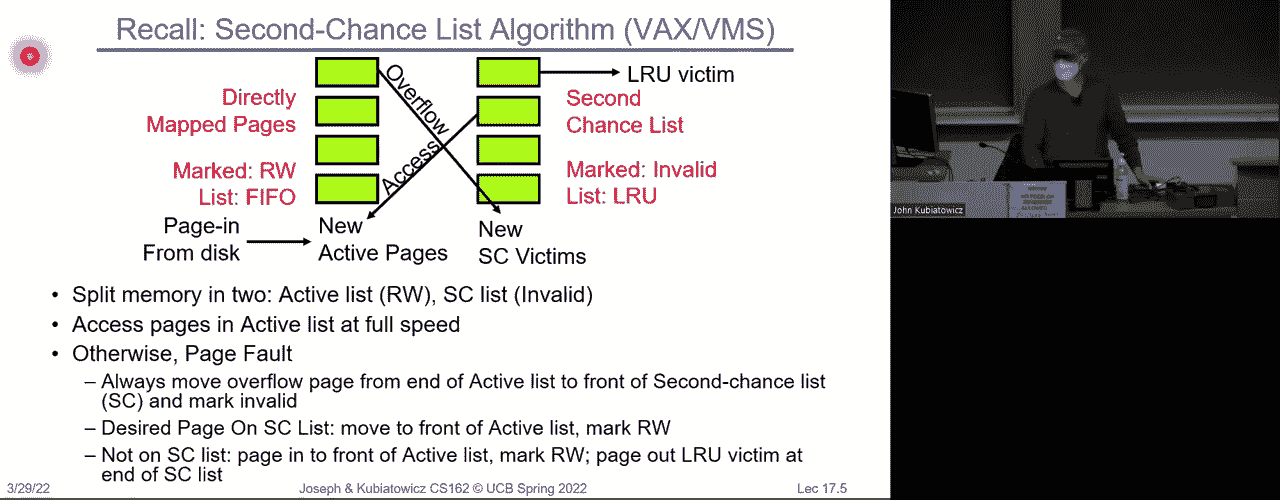 Recall: Second-Chance List Algorithm (VAX/VMS)
Directly
Mapped Pages
Marked: RW
List: FIFO
Page-in
From disk
Overflow
Access
New
Active Pages
LRU victim
Second
Chance List
Marked: Invalid
List: LRU
New
SC Victims
• Split memory in two: Active list (RW), SC list (Invalid)
• Access pages in Active list at full speed
• Otherwise, Page Fault
– Always move overflow page from end of Active list to front of Second-chance list
(SC) and mark invalid
– Desired Page On SC List: move to front of Active list, mark RW
– Not on SC list: page in to front of Active list, mark RW; page out LRU victim at
end of SC list
3/29/22
Joseph & Kubiatowicz CS162 © UCB Spring 2022
Lec 17.5
John Kubiatowicz